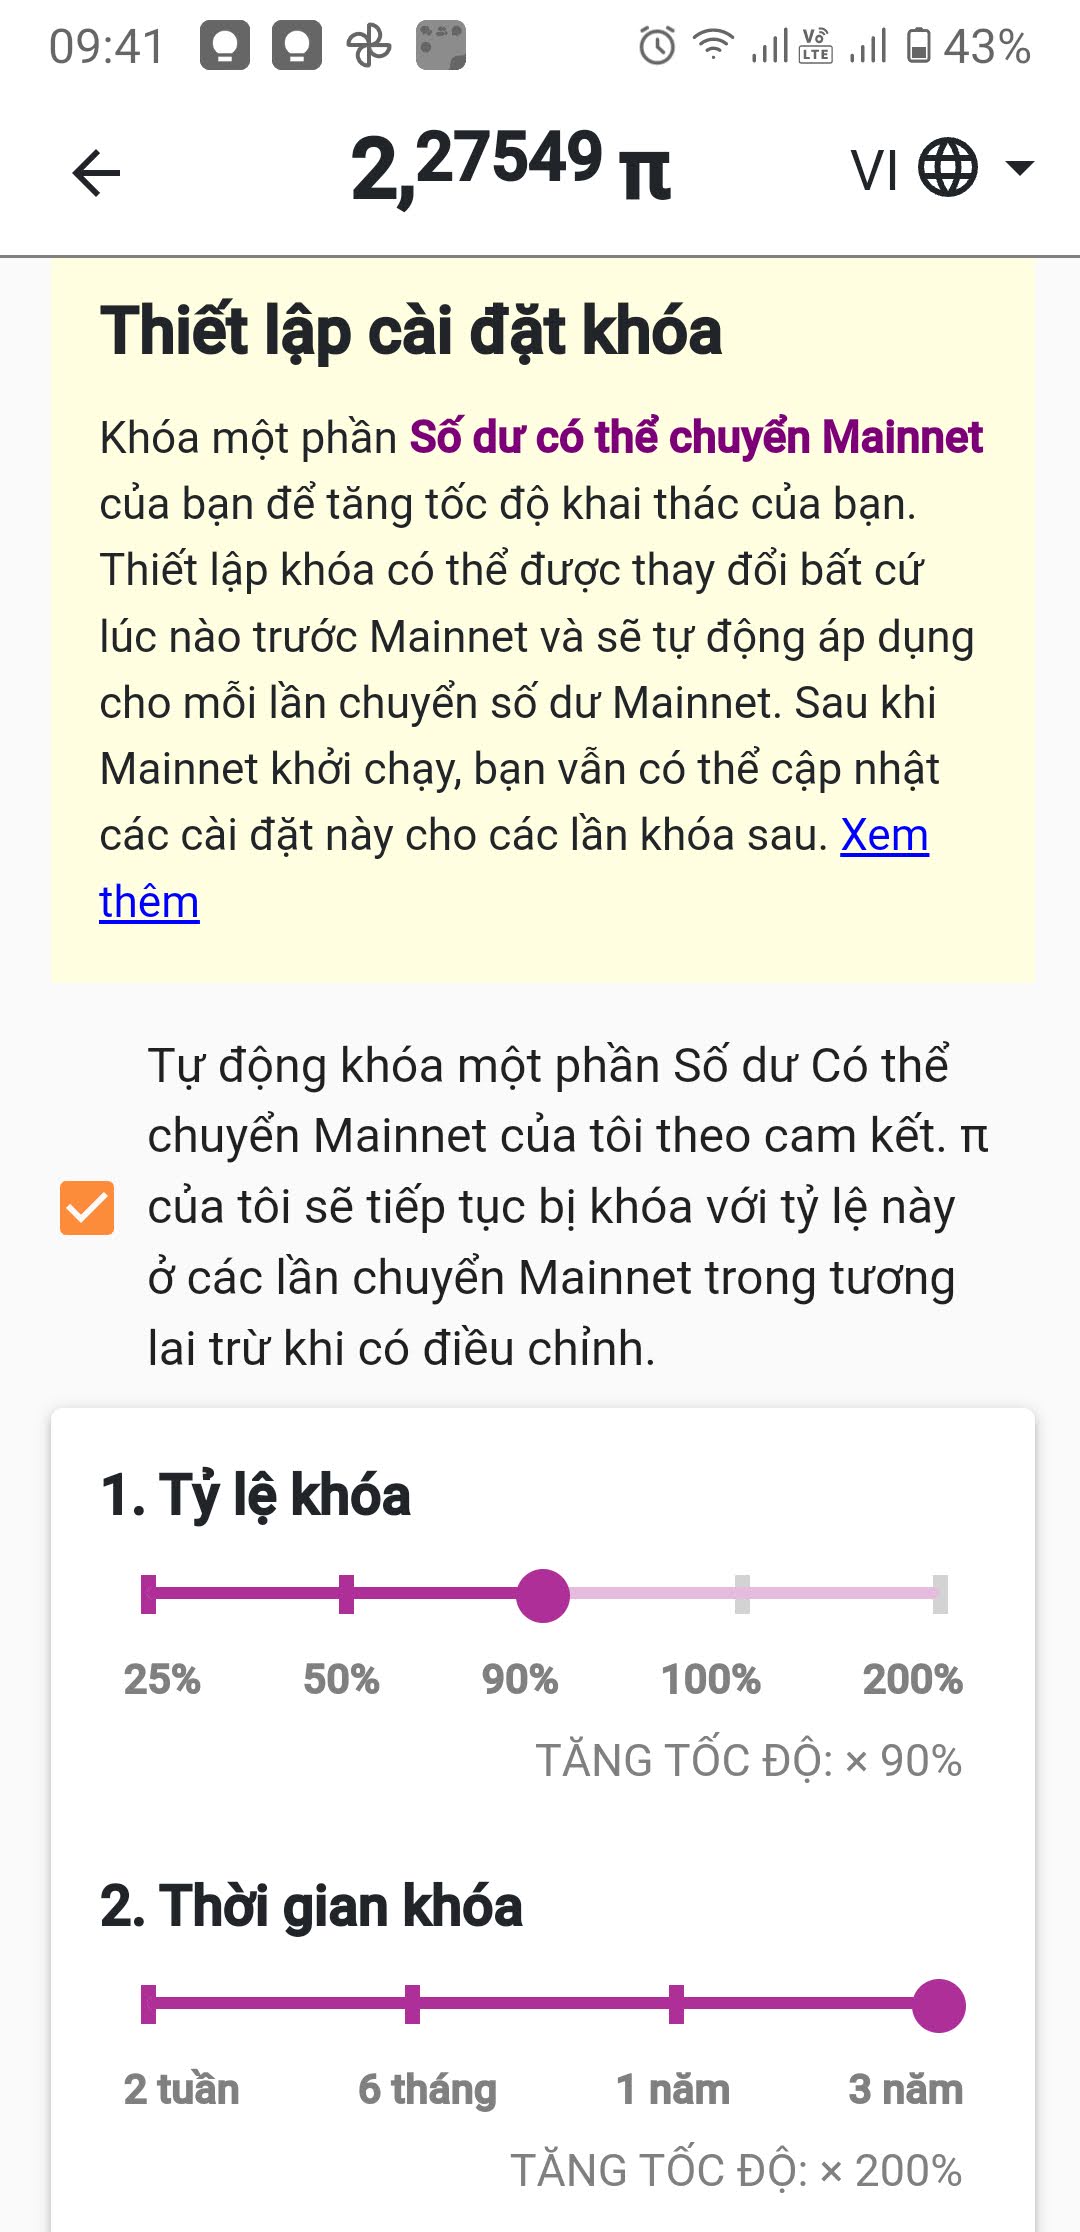 09:41
Vo LTE
43%
2,27549 π
VI
Thiết lập cài đặt khóa
Khóa một phần Số dư có thể chuyển Mainnet
của bạn để tăng tốc độ khai thác của bạn.
Thiết lập khóa có thể được thay đổi bất cứ
lúc nào trước Mainnet và sẽ tự động áp dụng
cho mỗi lần chuyển số dư Mainnet. Sau khi
Mainnet khởi chạy, bạn vẫn có thể cập nhật
các cài đặt này cho các lần khóa sau. Xem
thêm
Tự động khóa một phần Số dư Có thể
chuyển Mainnet của tôi theo cam kết. π
của tôi sẽ tiếp tục bị khóa với tỷ lệ này
ở các lần chuyển Mainnet trong tương
lai trừ khi có điều chỉnh.
1. Tỷ lệ khóa
25% 50% 90% 100% 200%
TĂNG TỐC ĐỘ: × 90%
2. Thời gian khóa
2 tuần 6 tháng 1 năm 3 năm
TĂNG TỐC ĐỘ: × 200%